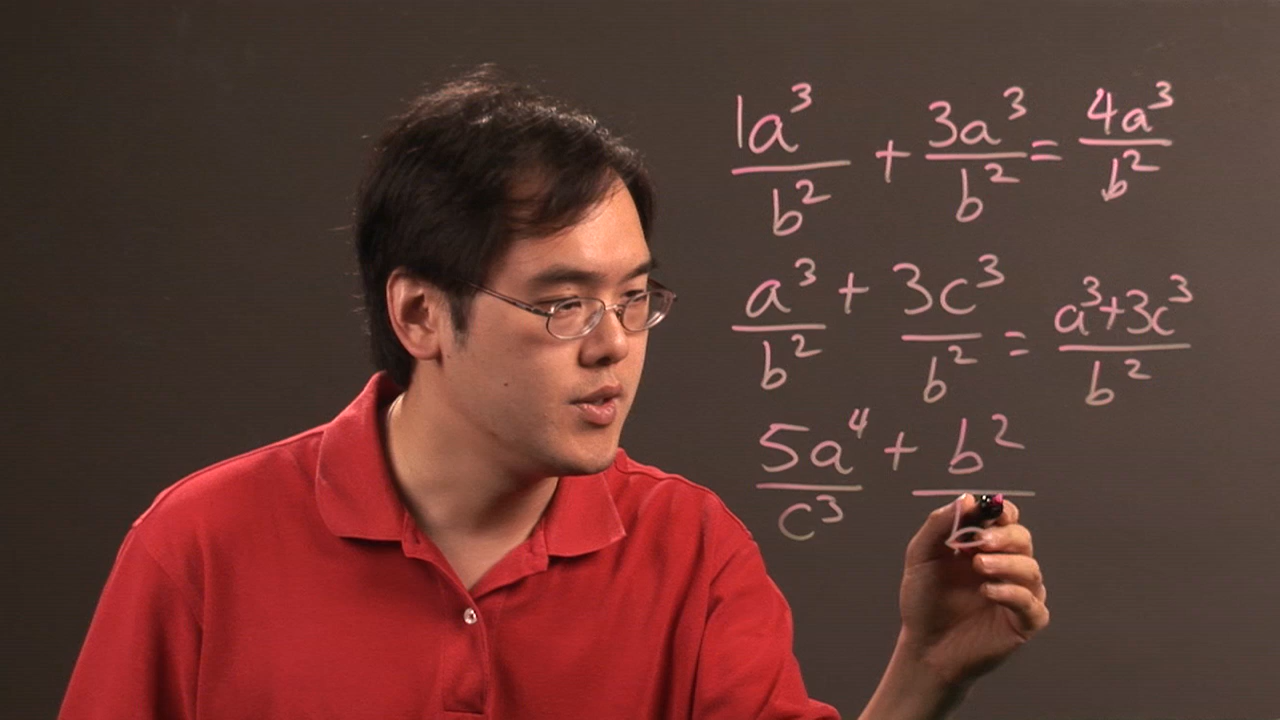 1a³/b² + 3a³/b² = 4a³/b²
a³/b² + 3c³/b² = a³+3c³/b²
5a⁴/c³ + b²/b